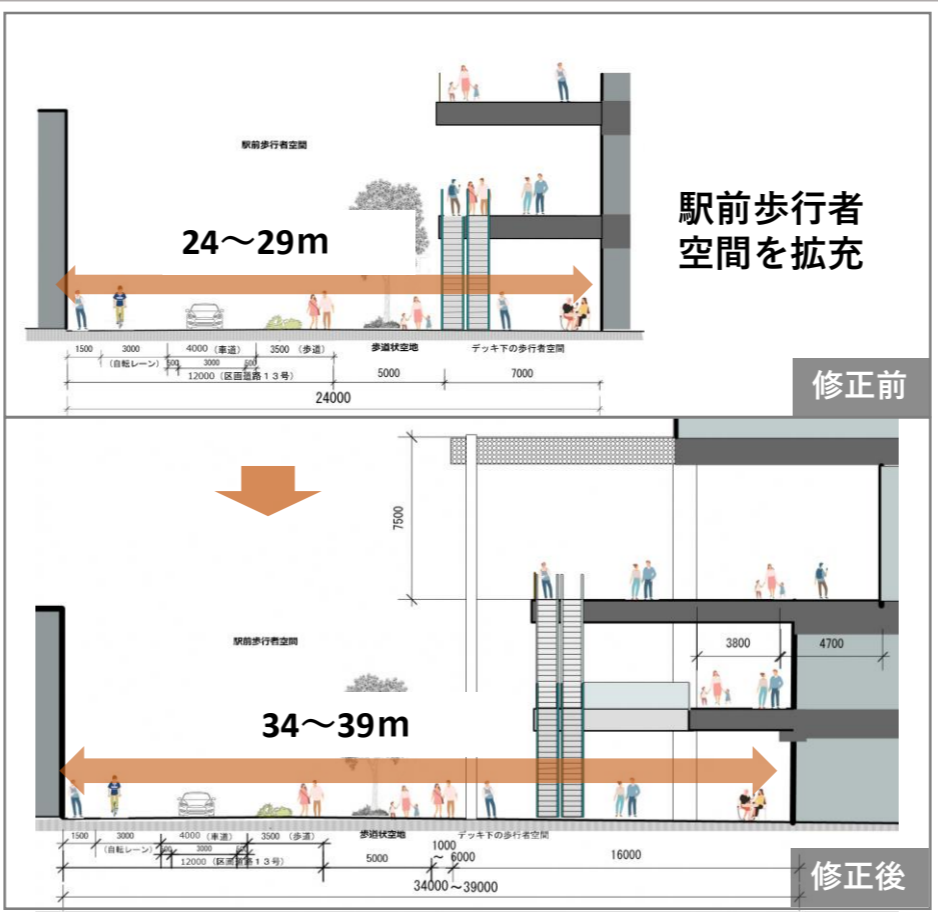 駅前歩行者空間
24～29m
駅前歩行者
空間を拡充
1500
3000
4000 (車道)
3500 (歩道)
歩道状空地
デッキ下の歩行者空間
(自転レーン)
500
3000
500
12000 (区画道路13号)
5000
7000
24000
修正前
7500
3800
4700
駅前歩行者空間
34～39m
1500
3000
4000 (車道)
3500 (歩道)
歩道状空地
デッキ下の歩行者空間
(自転レーン)
3000
12000 (区画道路13号)
5000
1000
～ 6000
16000
34000～39000
修正後